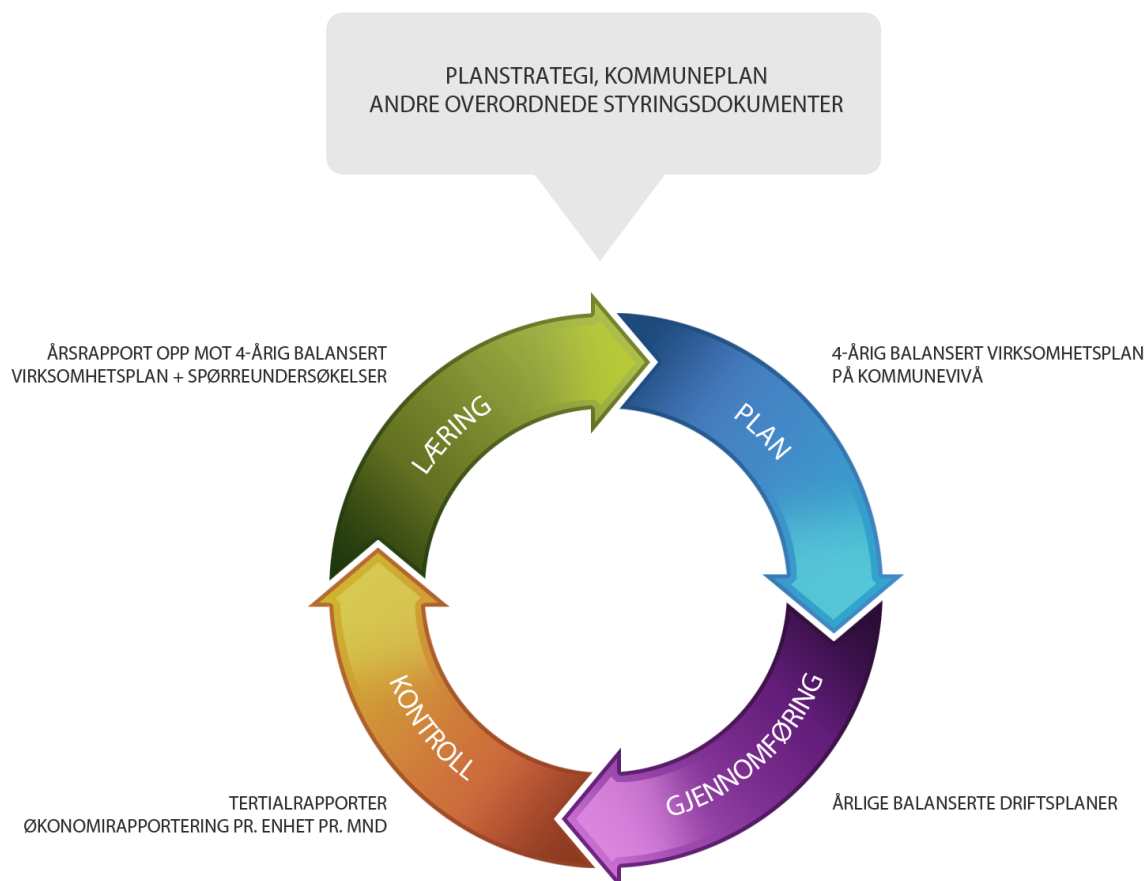 PLANSTRATEGI, KOMMUNEPLAN
ANDRE OVERORDNEDE STYRINGSDOKUMENTER
ÅRSRAPPORT OPP MOT 4-ÅRIG BALANSERT
VIRKSOMHETSPLAN + SPØRREUNDERSØKELSER
4-ÅRIG BALANSERT VIRKSOMHETSPLAN
PÅ KOMMUNEVIVÅ
LÆRING
PLAN
KONTROLL
GJENNOMFØRING
TERTIALRAPPORTER
ØKONOMIRAPPORTERING PR. ENHET PR. MND
ÅRLIGE BALANSERTE DRIFTSPLANER